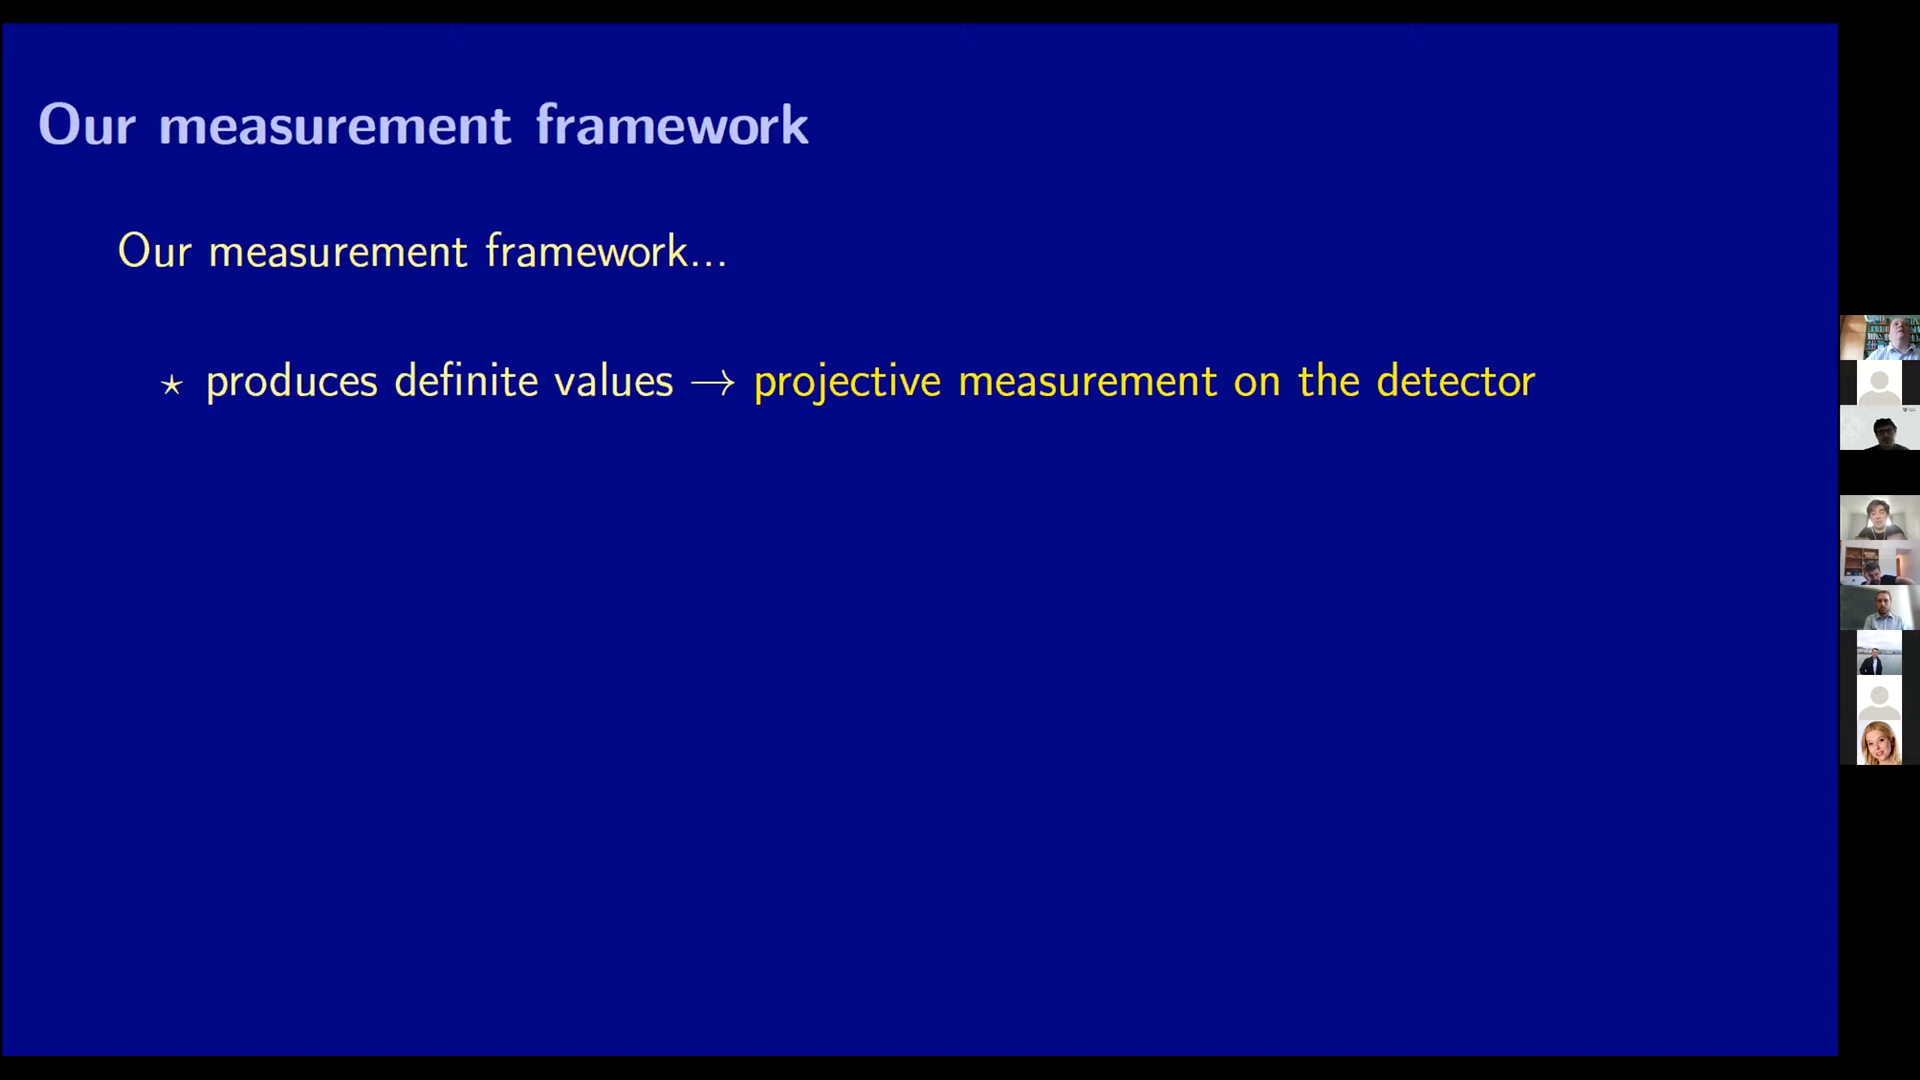 Our measurement framework
Our measurement framework...
⋆ produces definite values → projective measurement on the detector